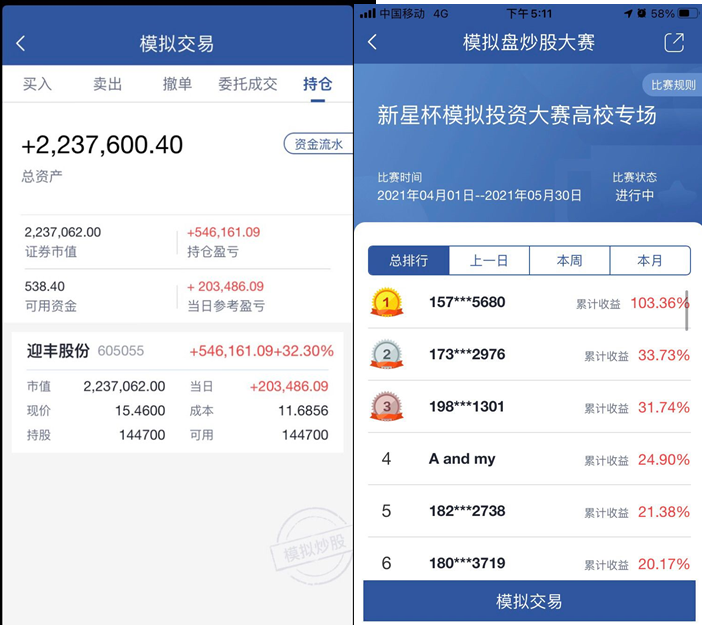 模拟交易
买入 卖出 撤单 委托成交 持仓
+2,237,600.40
资金流水
总资产
2,237,062.00 +546,161.09
证券市值 持仓盈亏
538.40 + 203,486.09
可用资金 当日参考盈亏
迎丰股份 605055 +546,161.09+32.30%
市值 2,237,062.00 当日 +203,486.09
现价 15.4600 成本 11.6856
持股 144700 可用 144700
模拟炒股
中国移动 4G 下午5:11 58%
模拟盘炒股大赛
比赛规则
新星杯模拟投资大赛高校专场
比赛时间 比赛状态
2021年04月01日--2021年05月30日 进行中
总排行 上一日 本周 本月
1 157***5680 累计收益 103.36%
2 173***2976 累计收益 33.73%
3 198***1301 累计收益 31.74%
4 A and my 累计收益 24.90%
5 182***2738 累计收益 21.38%
6 180***3719 累计收益 20.17%
模拟交易